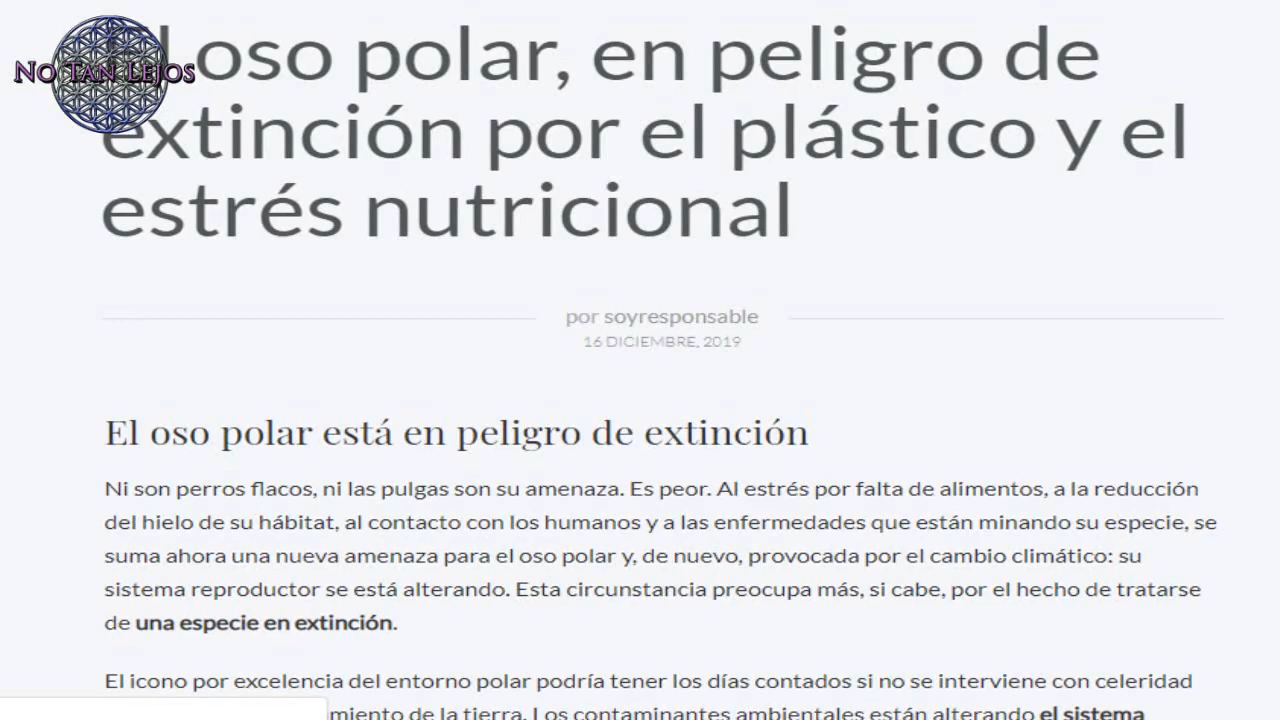 No Tan Lejos
El oso polar, en peligro de
extinción por el plástico y el
estrés nutricional
por soyresponsable
16 DICIEMBRE, 2019
El oso polar está en peligro de extinción
Ni son perros flacos, ni las pulgas son su amenaza. Es peor. Al estrés por falta de alimentos, a la reducción
del hielo de su hábitat, al contacto con los humanos y a las enfermedades que están minando su especie, se
suma ahora una nueva amenaza para el oso polar y, de nuevo, provocada por el cambio climático: su
sistema reproductor se está alterando. Esta circunstancia preocupa más, si cabe, por el hecho de tratarse
de una especie en extinción.
El icono por excelencia del entorno polar podría tener los días contados si no se interviene con celeridad
miento de la tierra. Los contaminantes ambientales están alterando el sistema